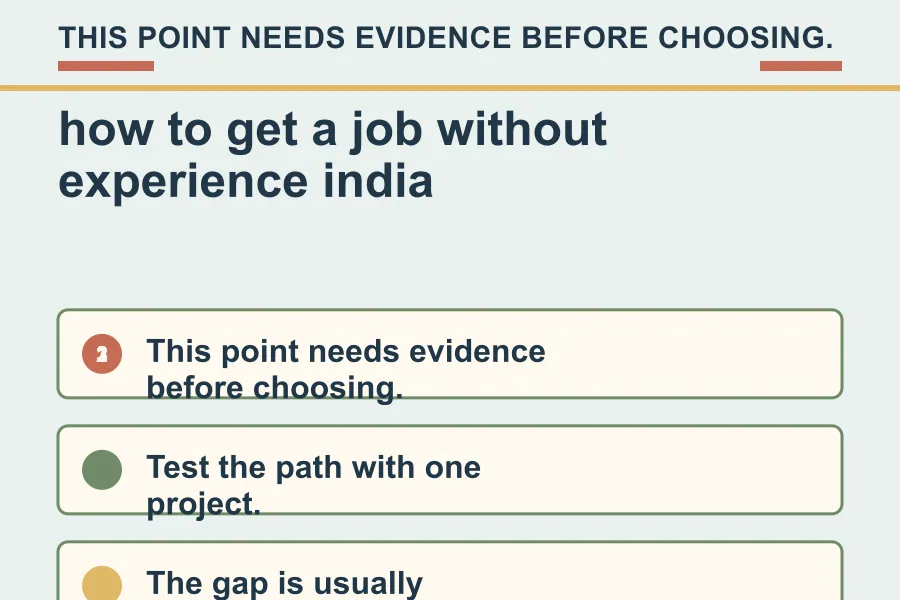 THIS POINT NEEDS EVIDENCE BEFORE CHOOSING.
how to get a job without
experience india
This point needs evidence
before choosing.
Test the path with one
project.
The gap is usually